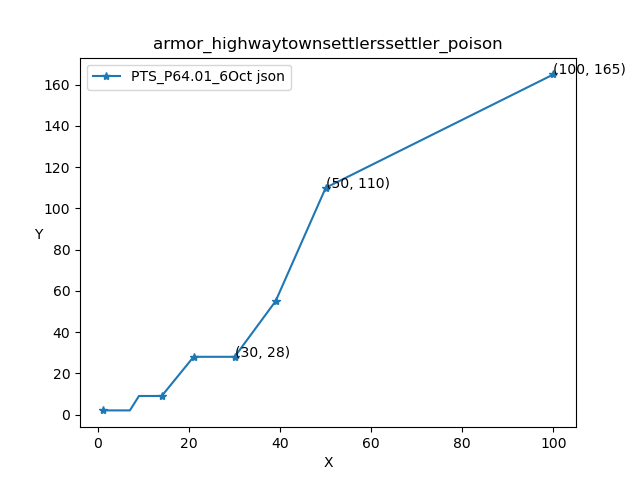 armor_highwaytownsettlerssettler_poison
PTS_P64.01_6Oct json
(100, 165)
(50, 110)
(30, 28)
160
140
120
100
80
60
40
20
0
Y
0 20 40 60 80 100
X